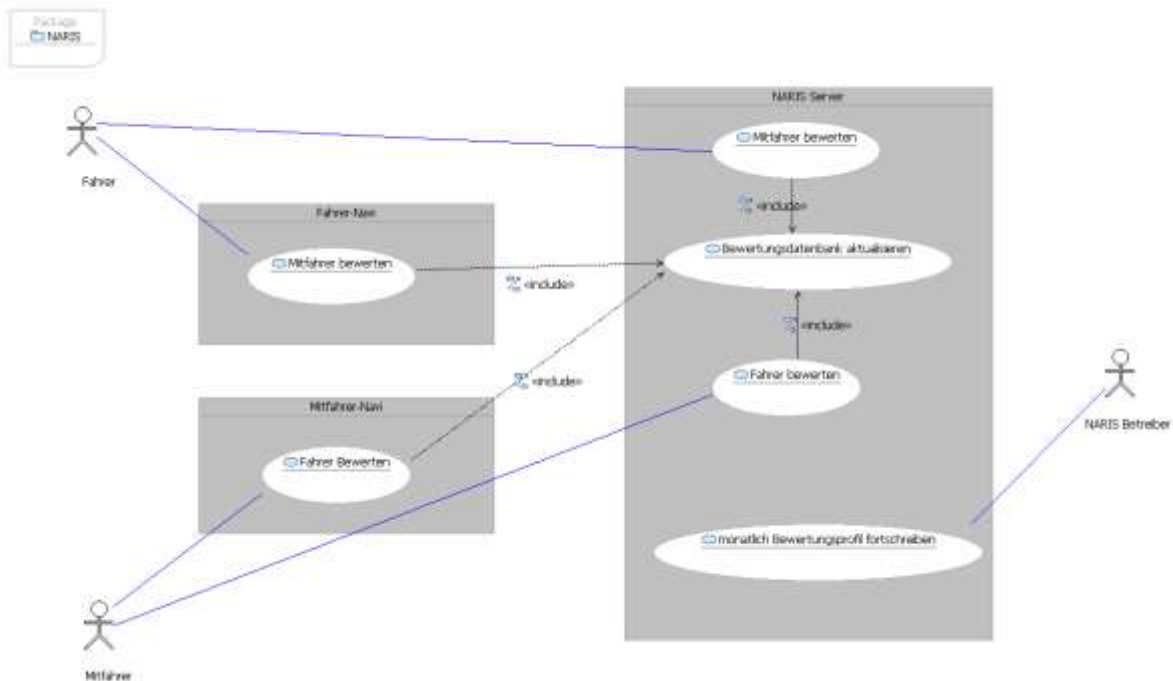 Package
NARIS
Fahrer
NARIS Server
Mitfahrer bewerten
«include»
Fahrer-Navi
Mitfahrer bewerten
«include»
Bewertungsdatenbank aktualisieren
«include»
«include»
Fahrer bewerten
NARIS Betreiber
Mitfahrer-Navi
Fahrer Bewerten
monatlich Bewertungsprofil fortschreiben
Mitfahrer